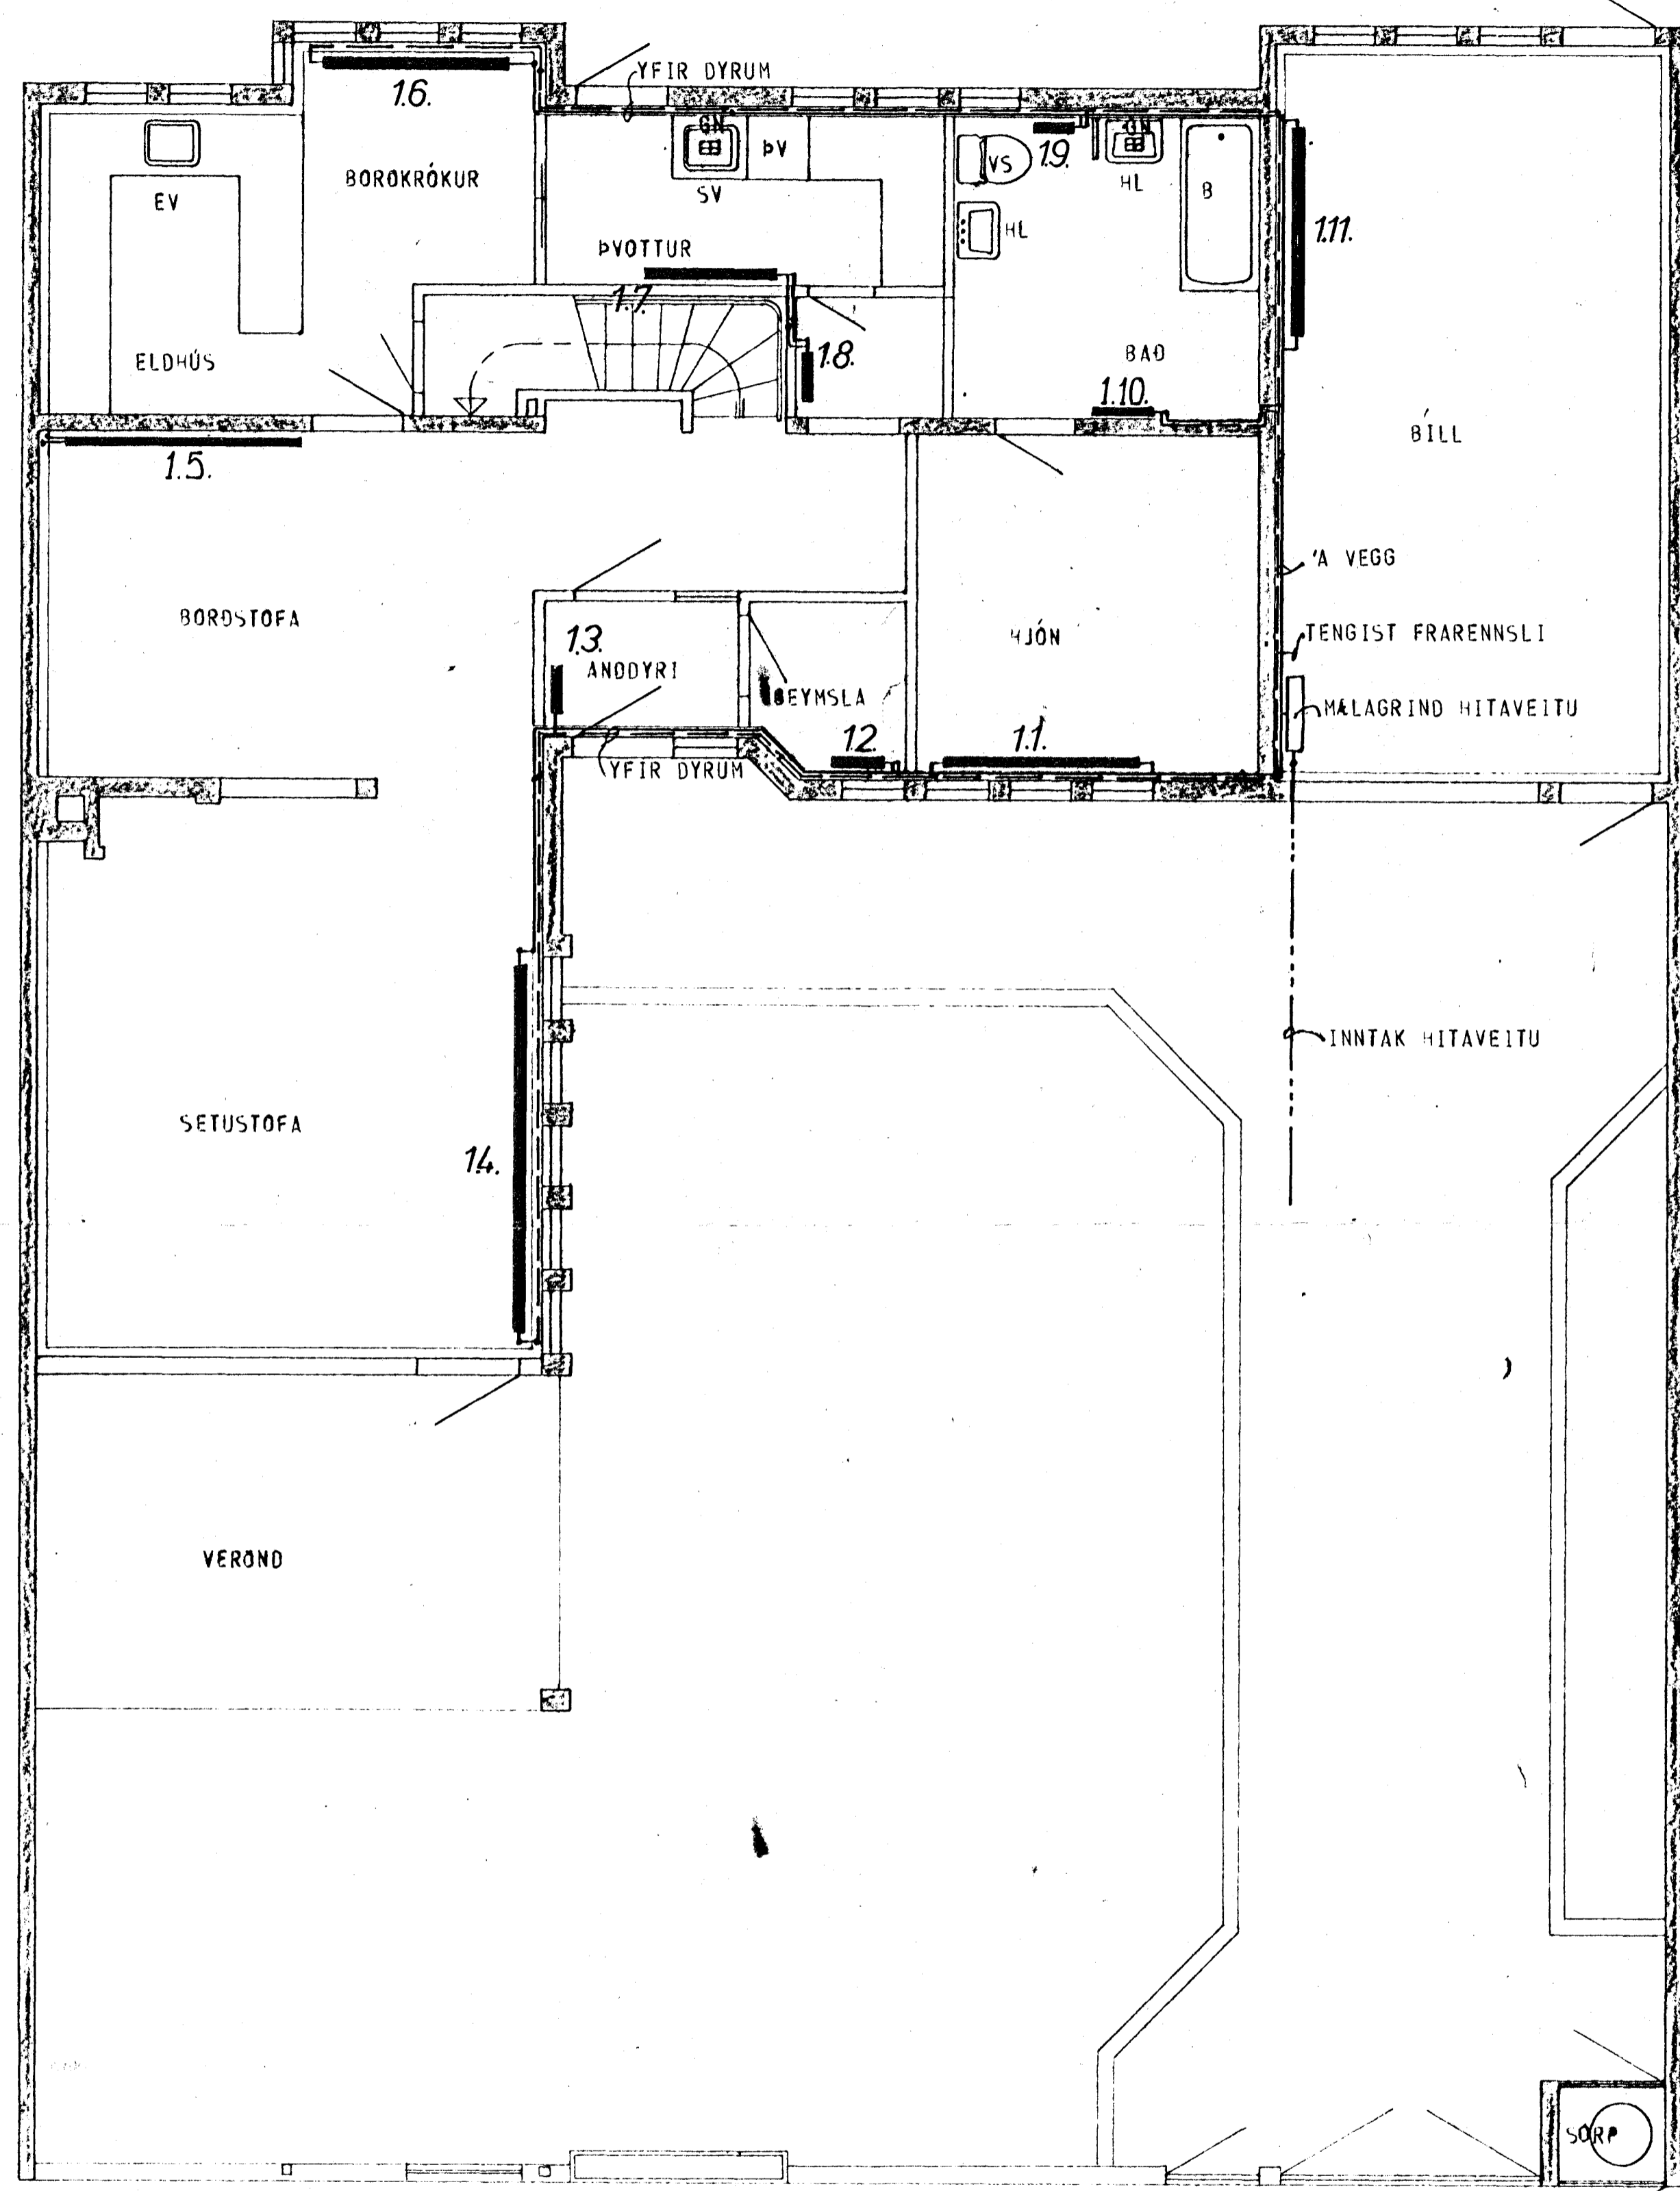 YFIR DYRUM
1.6.
GN
GN
EV
BORÐKRÓKUR
SV
ÞV
VS
1.9.
HL
B
HL
1.11.
ÞVOTTUR
1.7.
ELDHÚS
1.8.
BAÐ
1.10.
BÍLL
1.5.
'A VEGG
BORÐSTOFA
1.3.
ANDDYRI
HJÓN
TENGIST FRARENNSLI
GEYMSLA
MÆLAGRIND HITAVEITU
1.2.
1.1.
YFIR DYRUM
INNTAK HITAVEITU
SETUSTOFA
1.4.
VERÖND
SORP